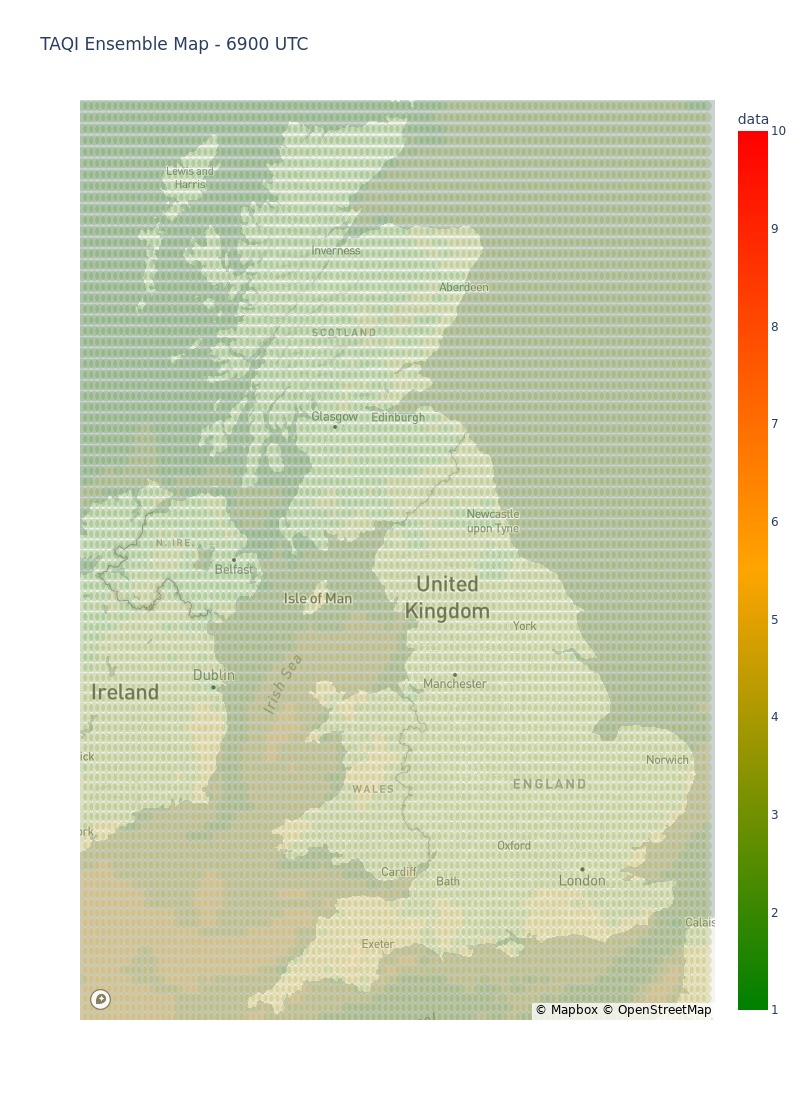 TAQI Ensemble Map - 6900 UTC
data
10
9
8
7
6
5
4
3
2
1
Lewis and
Harris
Inverness
Aberdeen
SCOTLAND
Glasgow
Edinburgh
Newcastle
upon Tyne
N. IRE.
Belfast
United
Kingdom
Isle of Man
York
Dublin
Manchester
Irish Sea
Ireland
ick
Norwich
WALES
ENGLAND
rk
Oxford
Cardiff
Bath
London
Calais
Exeter
© Mapbox © OpenStreetMap